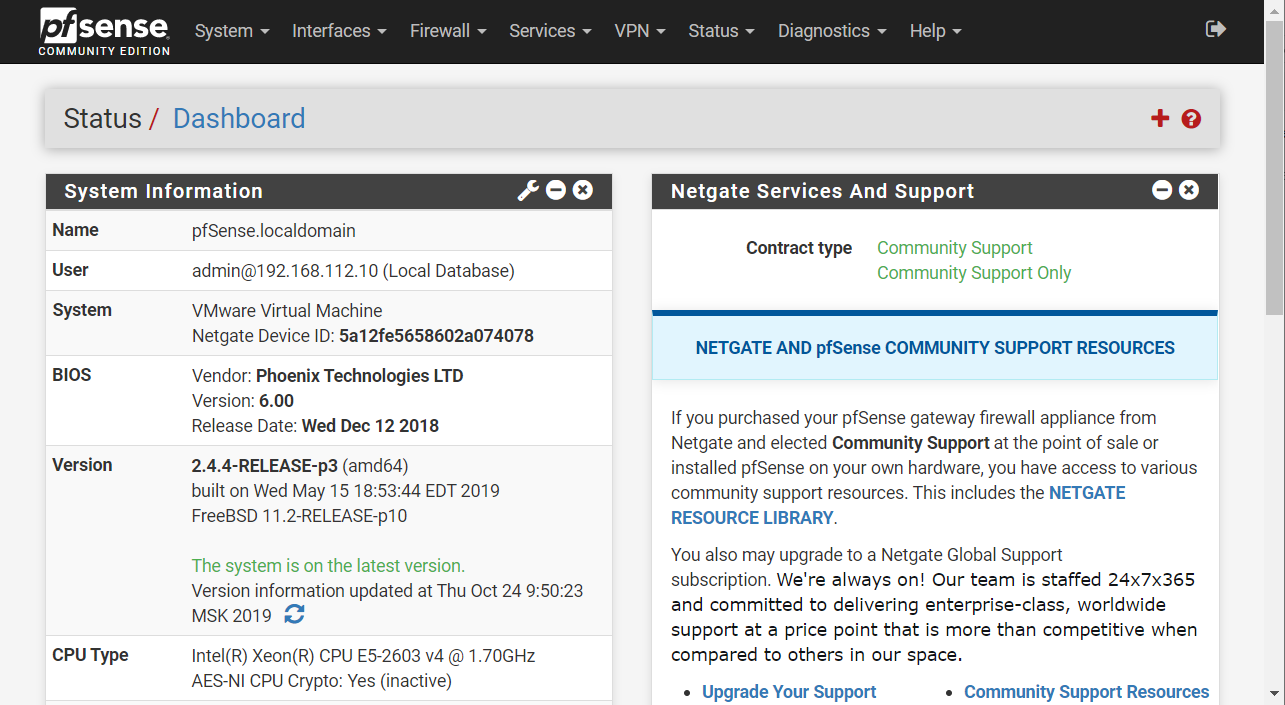 pfsense
COMMUNITY EDITION
System Interfaces Firewall Services VPN Status Diagnostics Help
Status / Dashboard
System Information
Name pfSense.localdomain
User admin@192.168.112.10 (Local Database)
System VMware Virtual Machine
Netgate Device ID: 5a12fe5658602a074078
BIOS Vendor: Phoenix Technologies LTD
Version: 6.00
Release Date: Wed Dec 12 2018
Version 2.4.4-RELEASE-p3 (amd64)
built on Wed May 15 18:53:44 EDT 2019
FreeBSD 11.2-RELEASE-p10
The system is on the latest version.
Version information updated at Thu Oct 24 9:50:23
MSK 2019
CPU Type Intel(R) Xeon(R) CPU E5-2603 v4 @ 1.70GHz
AES-NI CPU Crypto: Yes (inactive)
Netgate Services And Support
Contract type Community Support
Community Support Only
NETGATE AND pfSense COMMUNITY SUPPORT RESOURCES
If you purchased your pfSense gateway firewall appliance from
Netgate and elected Community Support at the point of sale or
installed pfSense on your own hardware, you have access to various
community support resources. This includes the NETGATE
RESOURCE LIBRARY.
You also may upgrade to a Netgate Global Support
subscription. We're always on! Our team is staffed 24x7x365
and committed to delivering enterprise-class, worldwide
support at a price point that is more than competitive when
compared to others in our space.
• Upgrade Your Support • Community Support Resources